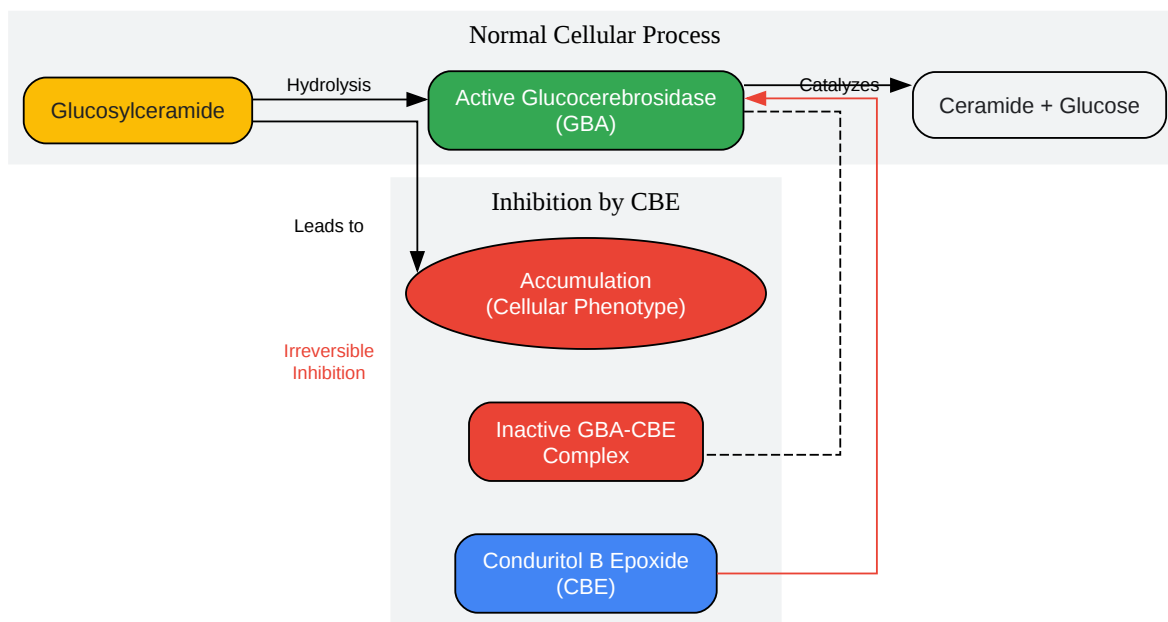 Normal Cellular Process
Glucosylceramide
Hydrolysis
Active Glucocerebrosidase
(GBA)
Catalyzes
Ceramide + Glucose
Inhibition by CBE
Leads to
Accumulation
(Cellular Phenotype)
Irreversible
Inhibition
Inactive GBA-CBE
Complex
Conduritol B Epoxide
(CBE)